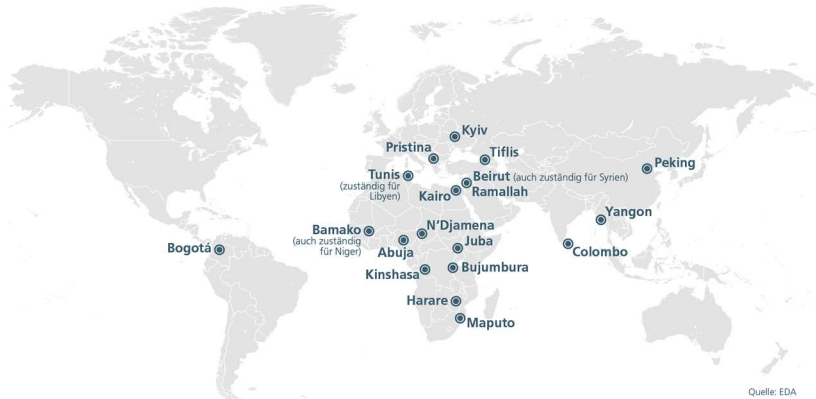 Kyiv
Pristina
Tiflis
Peking
Tunis
(zuständig für
Libyen)
Beirut (auch zuständig für Syrien)
Kairo
Ramallah
Yangon
Bamako
(auch zuständig
für Niger)
N’Djamena
Bogotá
Abuja
Juba
Colombo
Kinshasa
Bujumbura
Harare
Maputo
Quelle: EDA